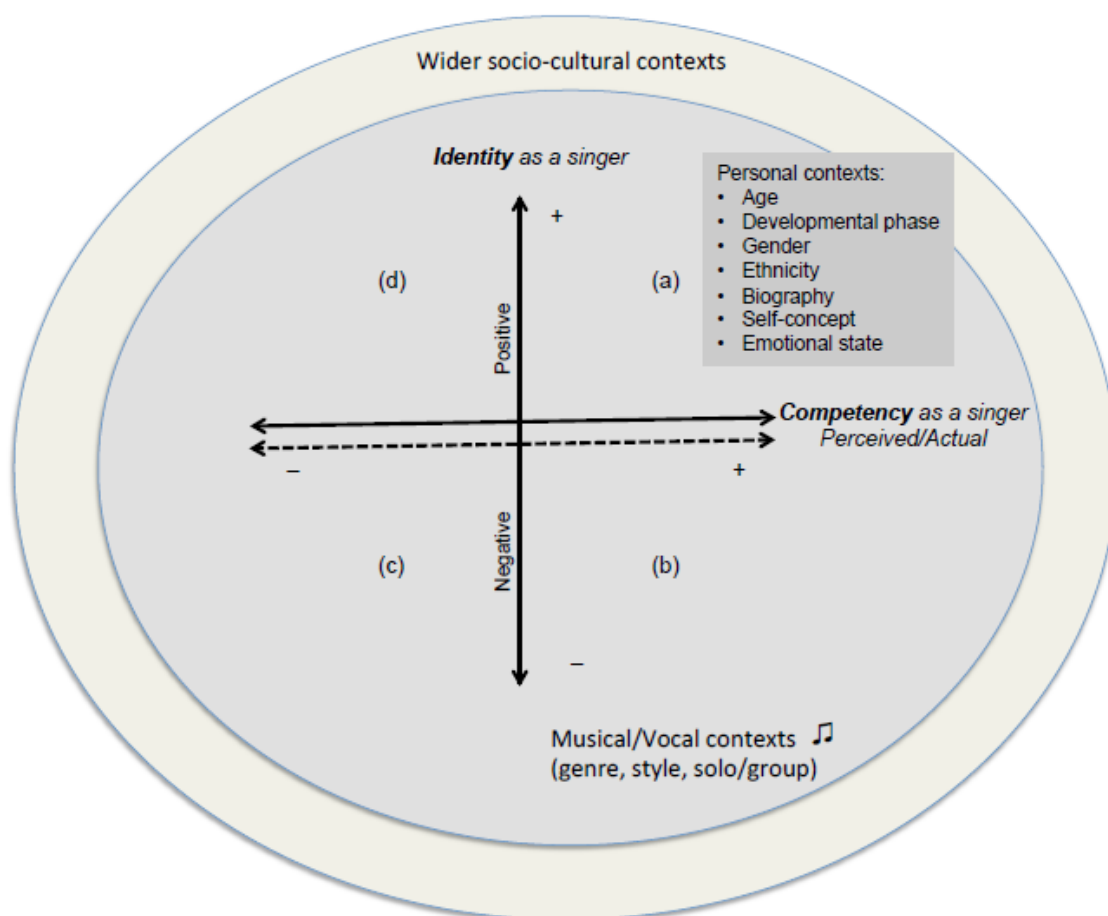 Wider socio-cultural contexts
Identity as a singer
Personal contexts:
• Age
• Developmental phase
• Gender
• Ethnicity
• Biography
• Self-concept
• Emotional state
+
(d)
(a)
Positive
Competency as a singer
Perceived/Actual
–
+
Negative
(c)
(b)
–
Musical/Vocal contexts ♫
(genre, style, solo/group)